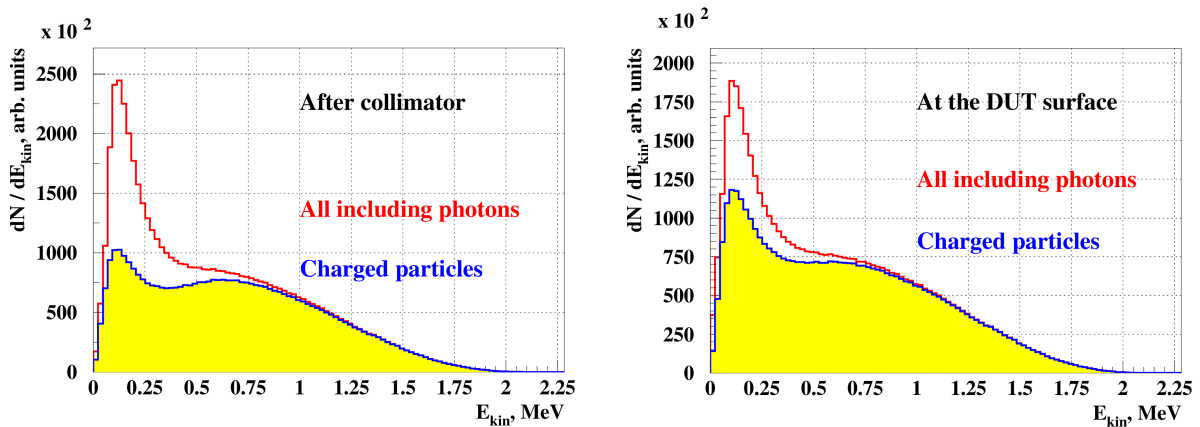 x 10²
dN / dE_kin, arb. units
2500
2000
1500
1000
500
0
After collimator
All including photons
Charged particles
0 0.25 0.5 0.75 1 1.25 1.5 1.75 2 2.25
E_kin, MeV
x 10²
dN / dE_kin, arb. units
2000
1750
1500
1250
1000
750
500
250
0
At the DUT surface
All including photons
Charged particles
0 0.25 0.5 0.75 1 1.25 1.5 1.75 2 2.25
E_kin, MeV